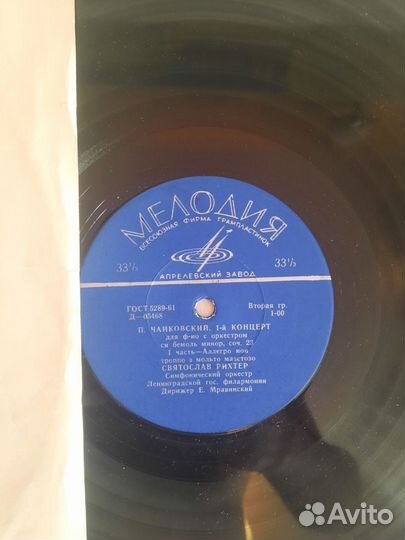 МЕЛОДИЯ
ВСЕСОЮЗНАЯ ФИРМА ГРАМПЛАСТИНОК
33⅓ 33⅓
АПРЕЛЕВСКИЙ ЗАВОД
ГОСТ 5289-61 Вторая гр.
Д—05468 1-00
П. ЧАЙКОВСКИЙ, 1-й КОНЦЕРТ
для ф-но с оркестром
си бемоль минор, соч. 23
1 часть—Аллегро нон
троппо э мольто маэстозо
СВЯТОСЛАВ РИХТЕР
Симфонический оркестр
Ленинградской гос. филармонии
Дирижер Е. Мравинский
Avito